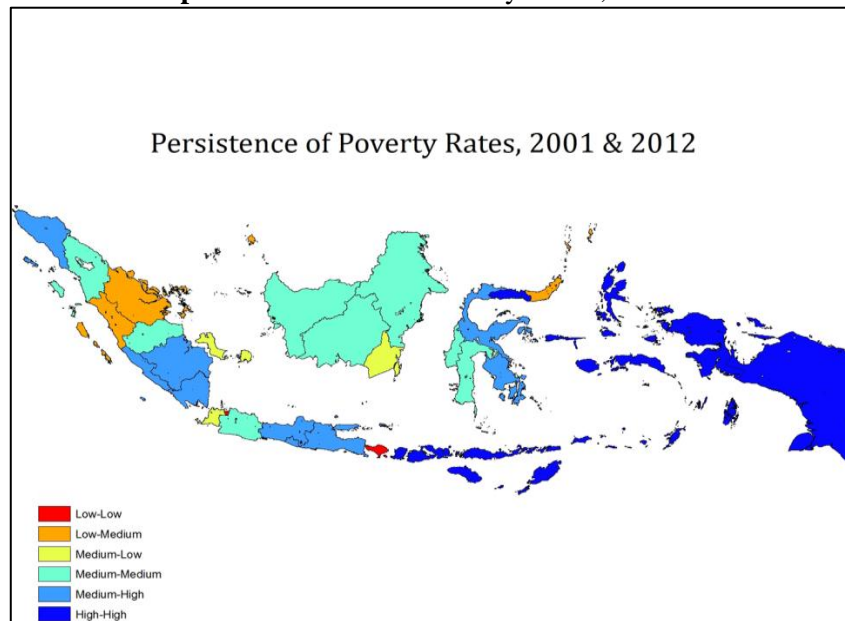 Persistence of Poverty Rates, 2001 & 2012
Low-Low
Low-Medium
Medium-Low
Medium-Medium
Medium-High
High-High